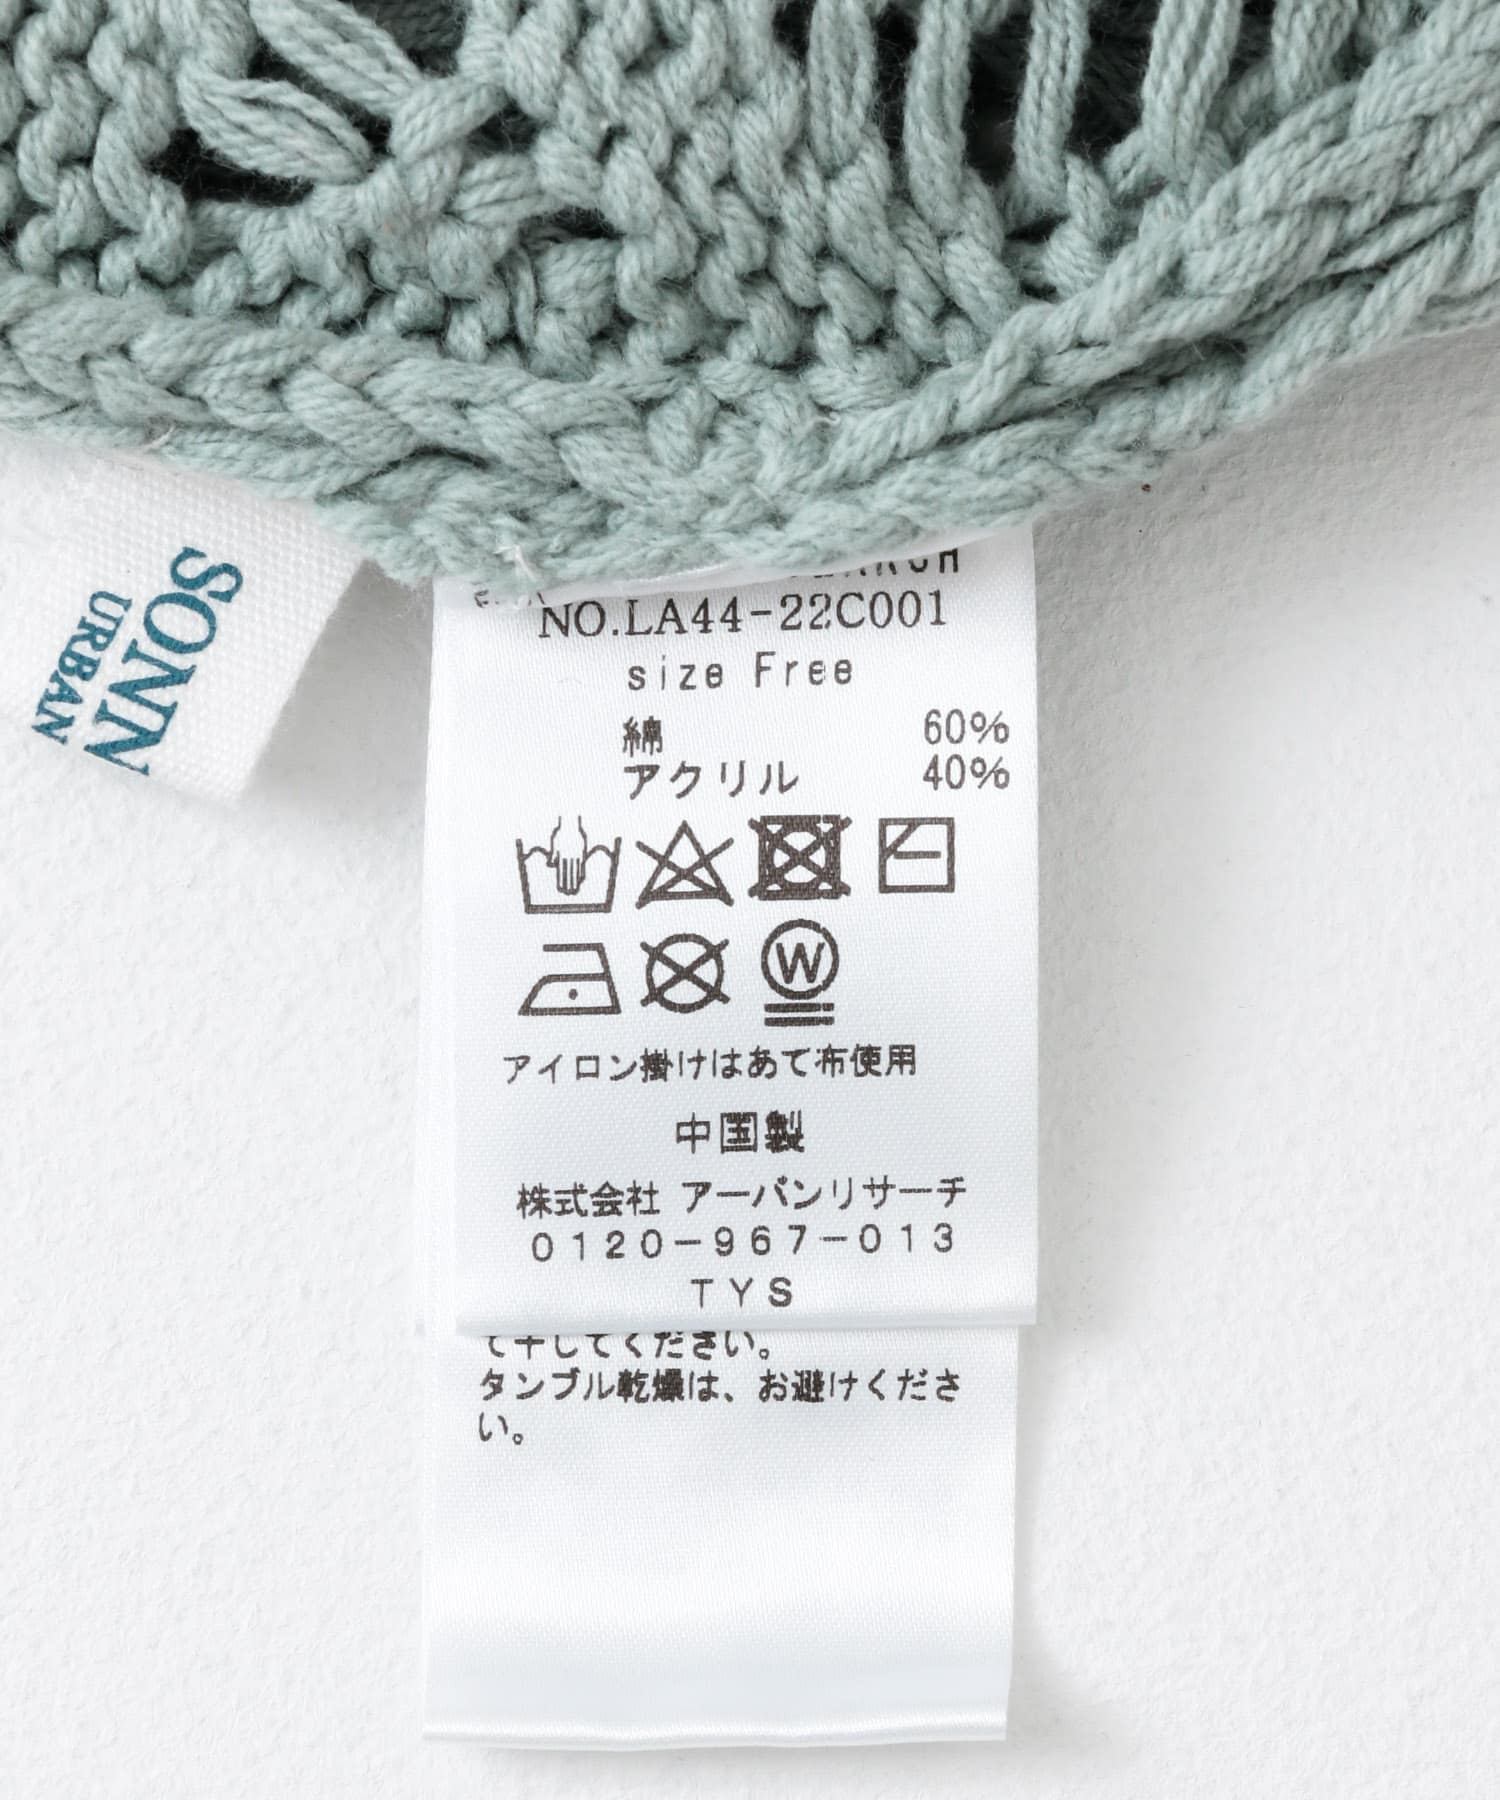 SONN
URBAN
NO.LA44-22C001
size Free
綿 60%
アクリル 40%
W
アイロン掛けはあて布使用
中国製
株式会社 アーバンリサーチ
0120-967-013
TYS
て干してください。
タンブル乾燥は、お避けくださ
い。